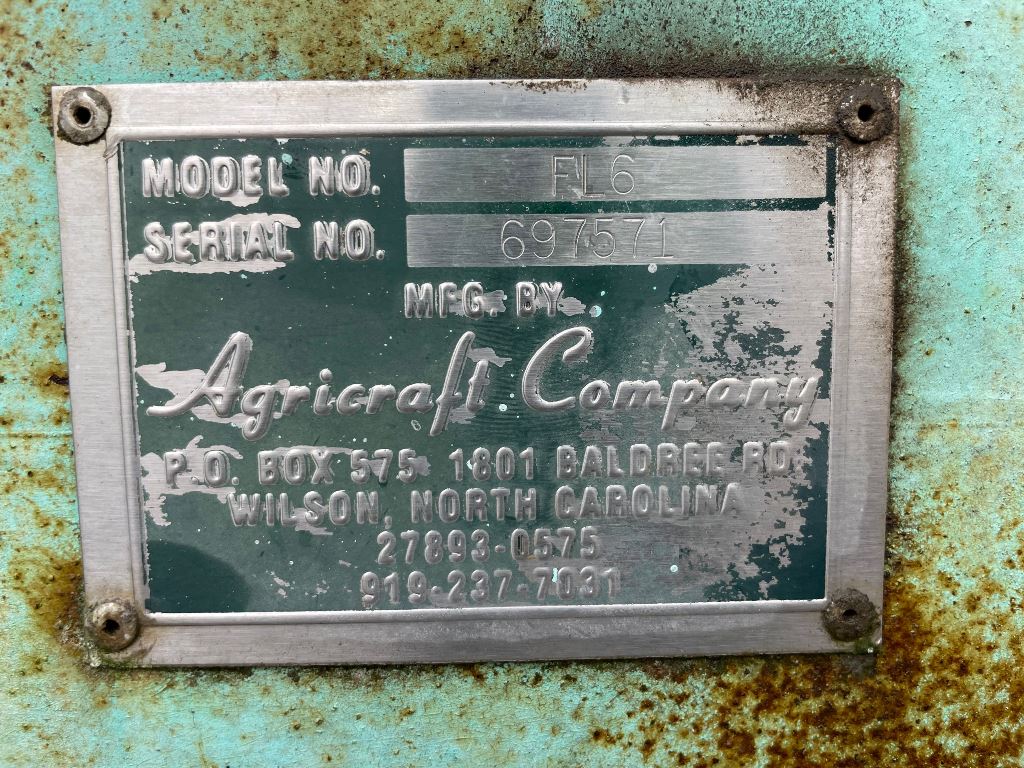 MODEL NO. FL6
SERIAL NO. 697571
MFG. BY
Agricraft Company
P.O. BOX 575 1801 BALDREE RD.
WILSON, NORTH CAROLINA
27893-0575
919-237-7031